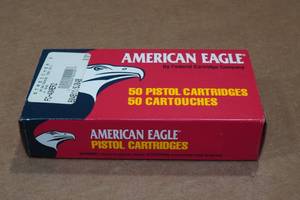 AMERICAN EAGLE
By Federal Cartridge Company
50 PISTOL CARTRIDGES
50 CARTOUCHES
AMERICAN EAGLE
PISTOL CARTRIDGES